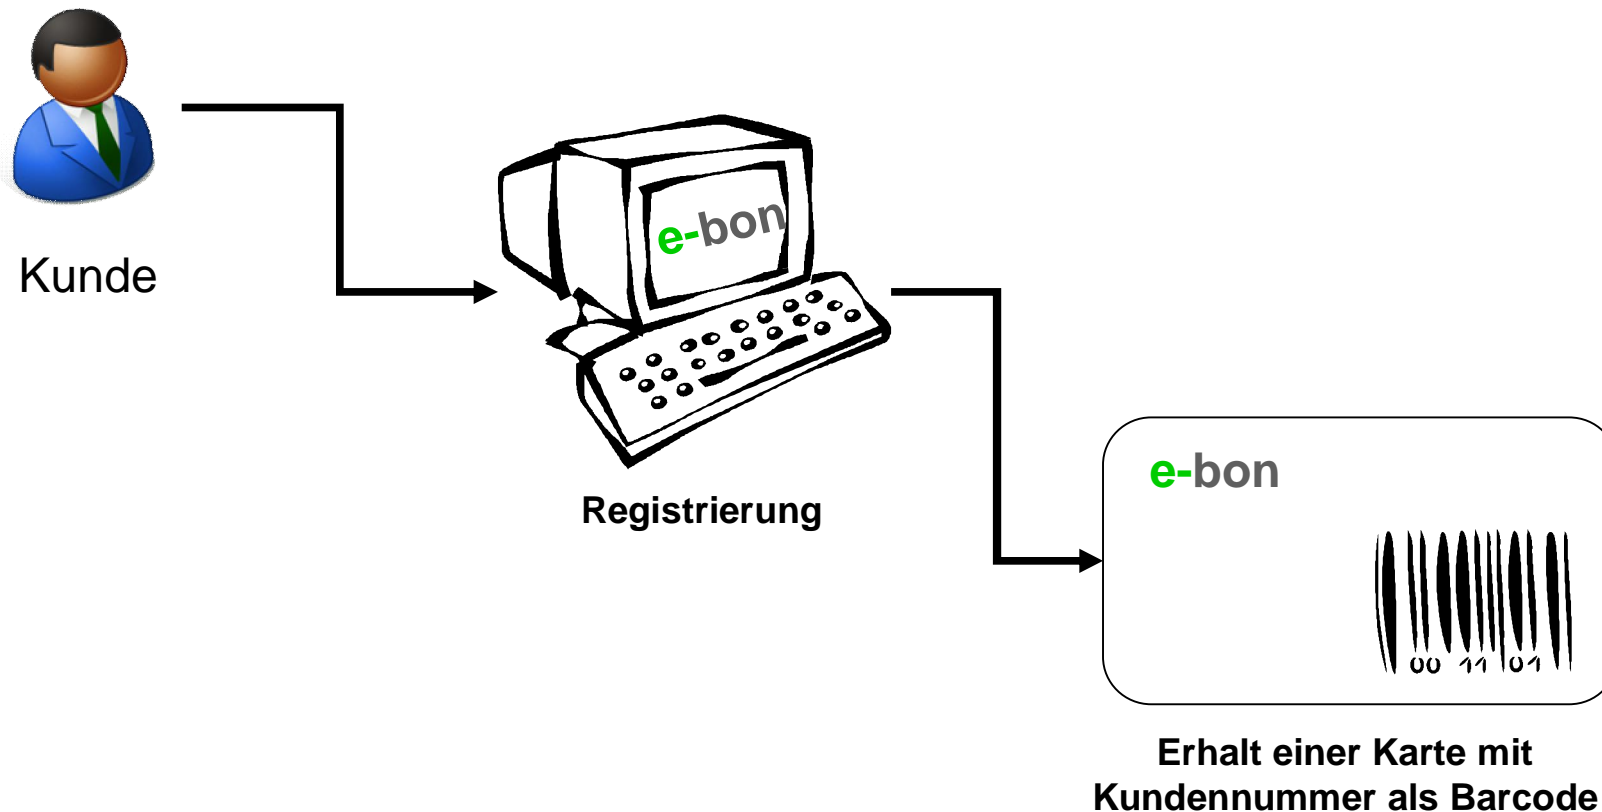 Kunde
e-bon
Registrierung
e-bon
00 11 01
Erhalt einer Karte mit
Kundennummer als Barcode